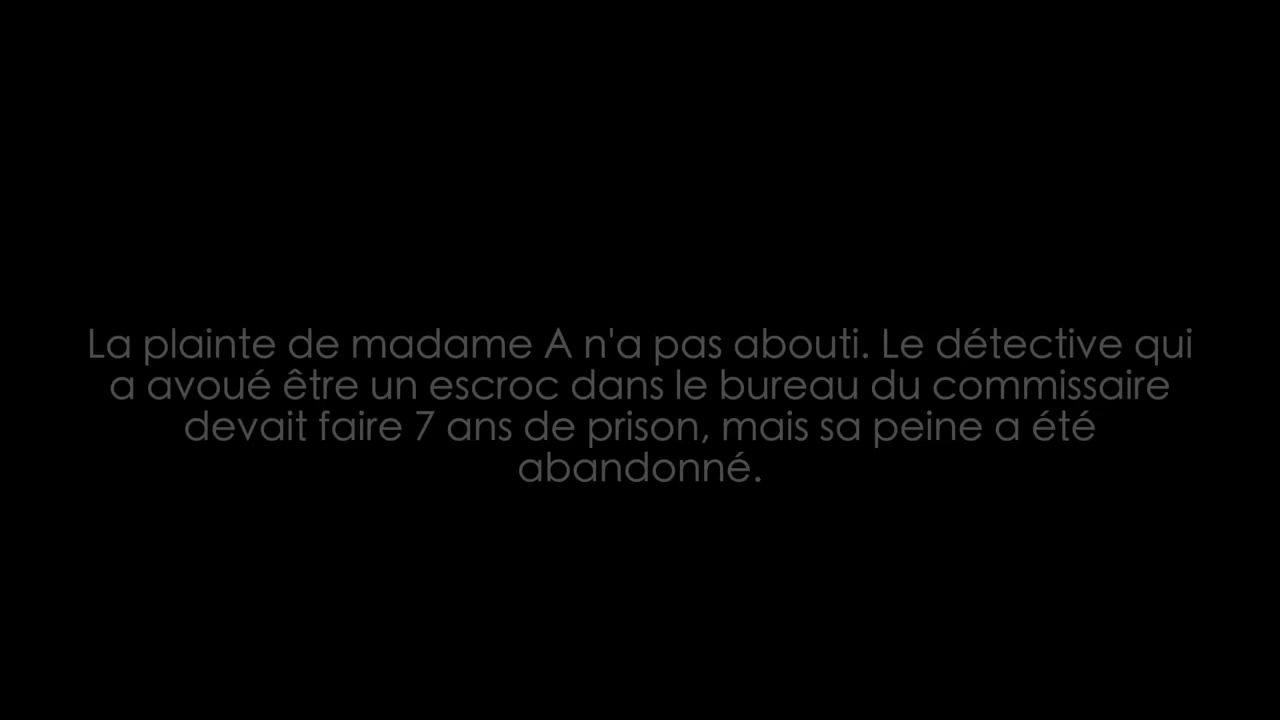 La plainte de madame A n'a pas abouti. Le détective qui
a avoué être un escroc dans le bureau du commissaire
devait faire 7 ans de prison, mais sa peine a été
abandonné.